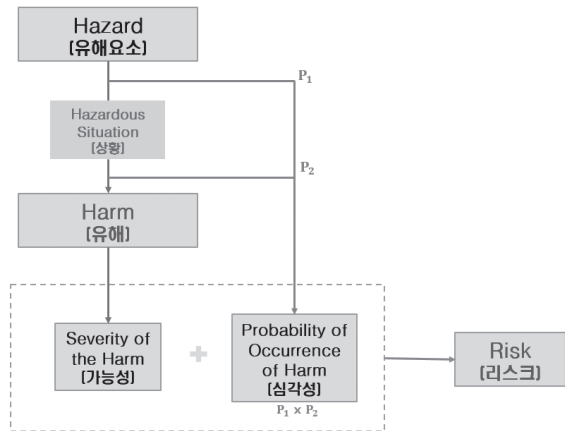 Hazard
[유해요소]
P1
Hazardous
Situation
[상황]
P2
Harm
[유해]
Severity of
the Harm
[가능성]
+
Probability of
Occurrence
of Harm
[심각성]
P1 x P2
Risk
[리스크]